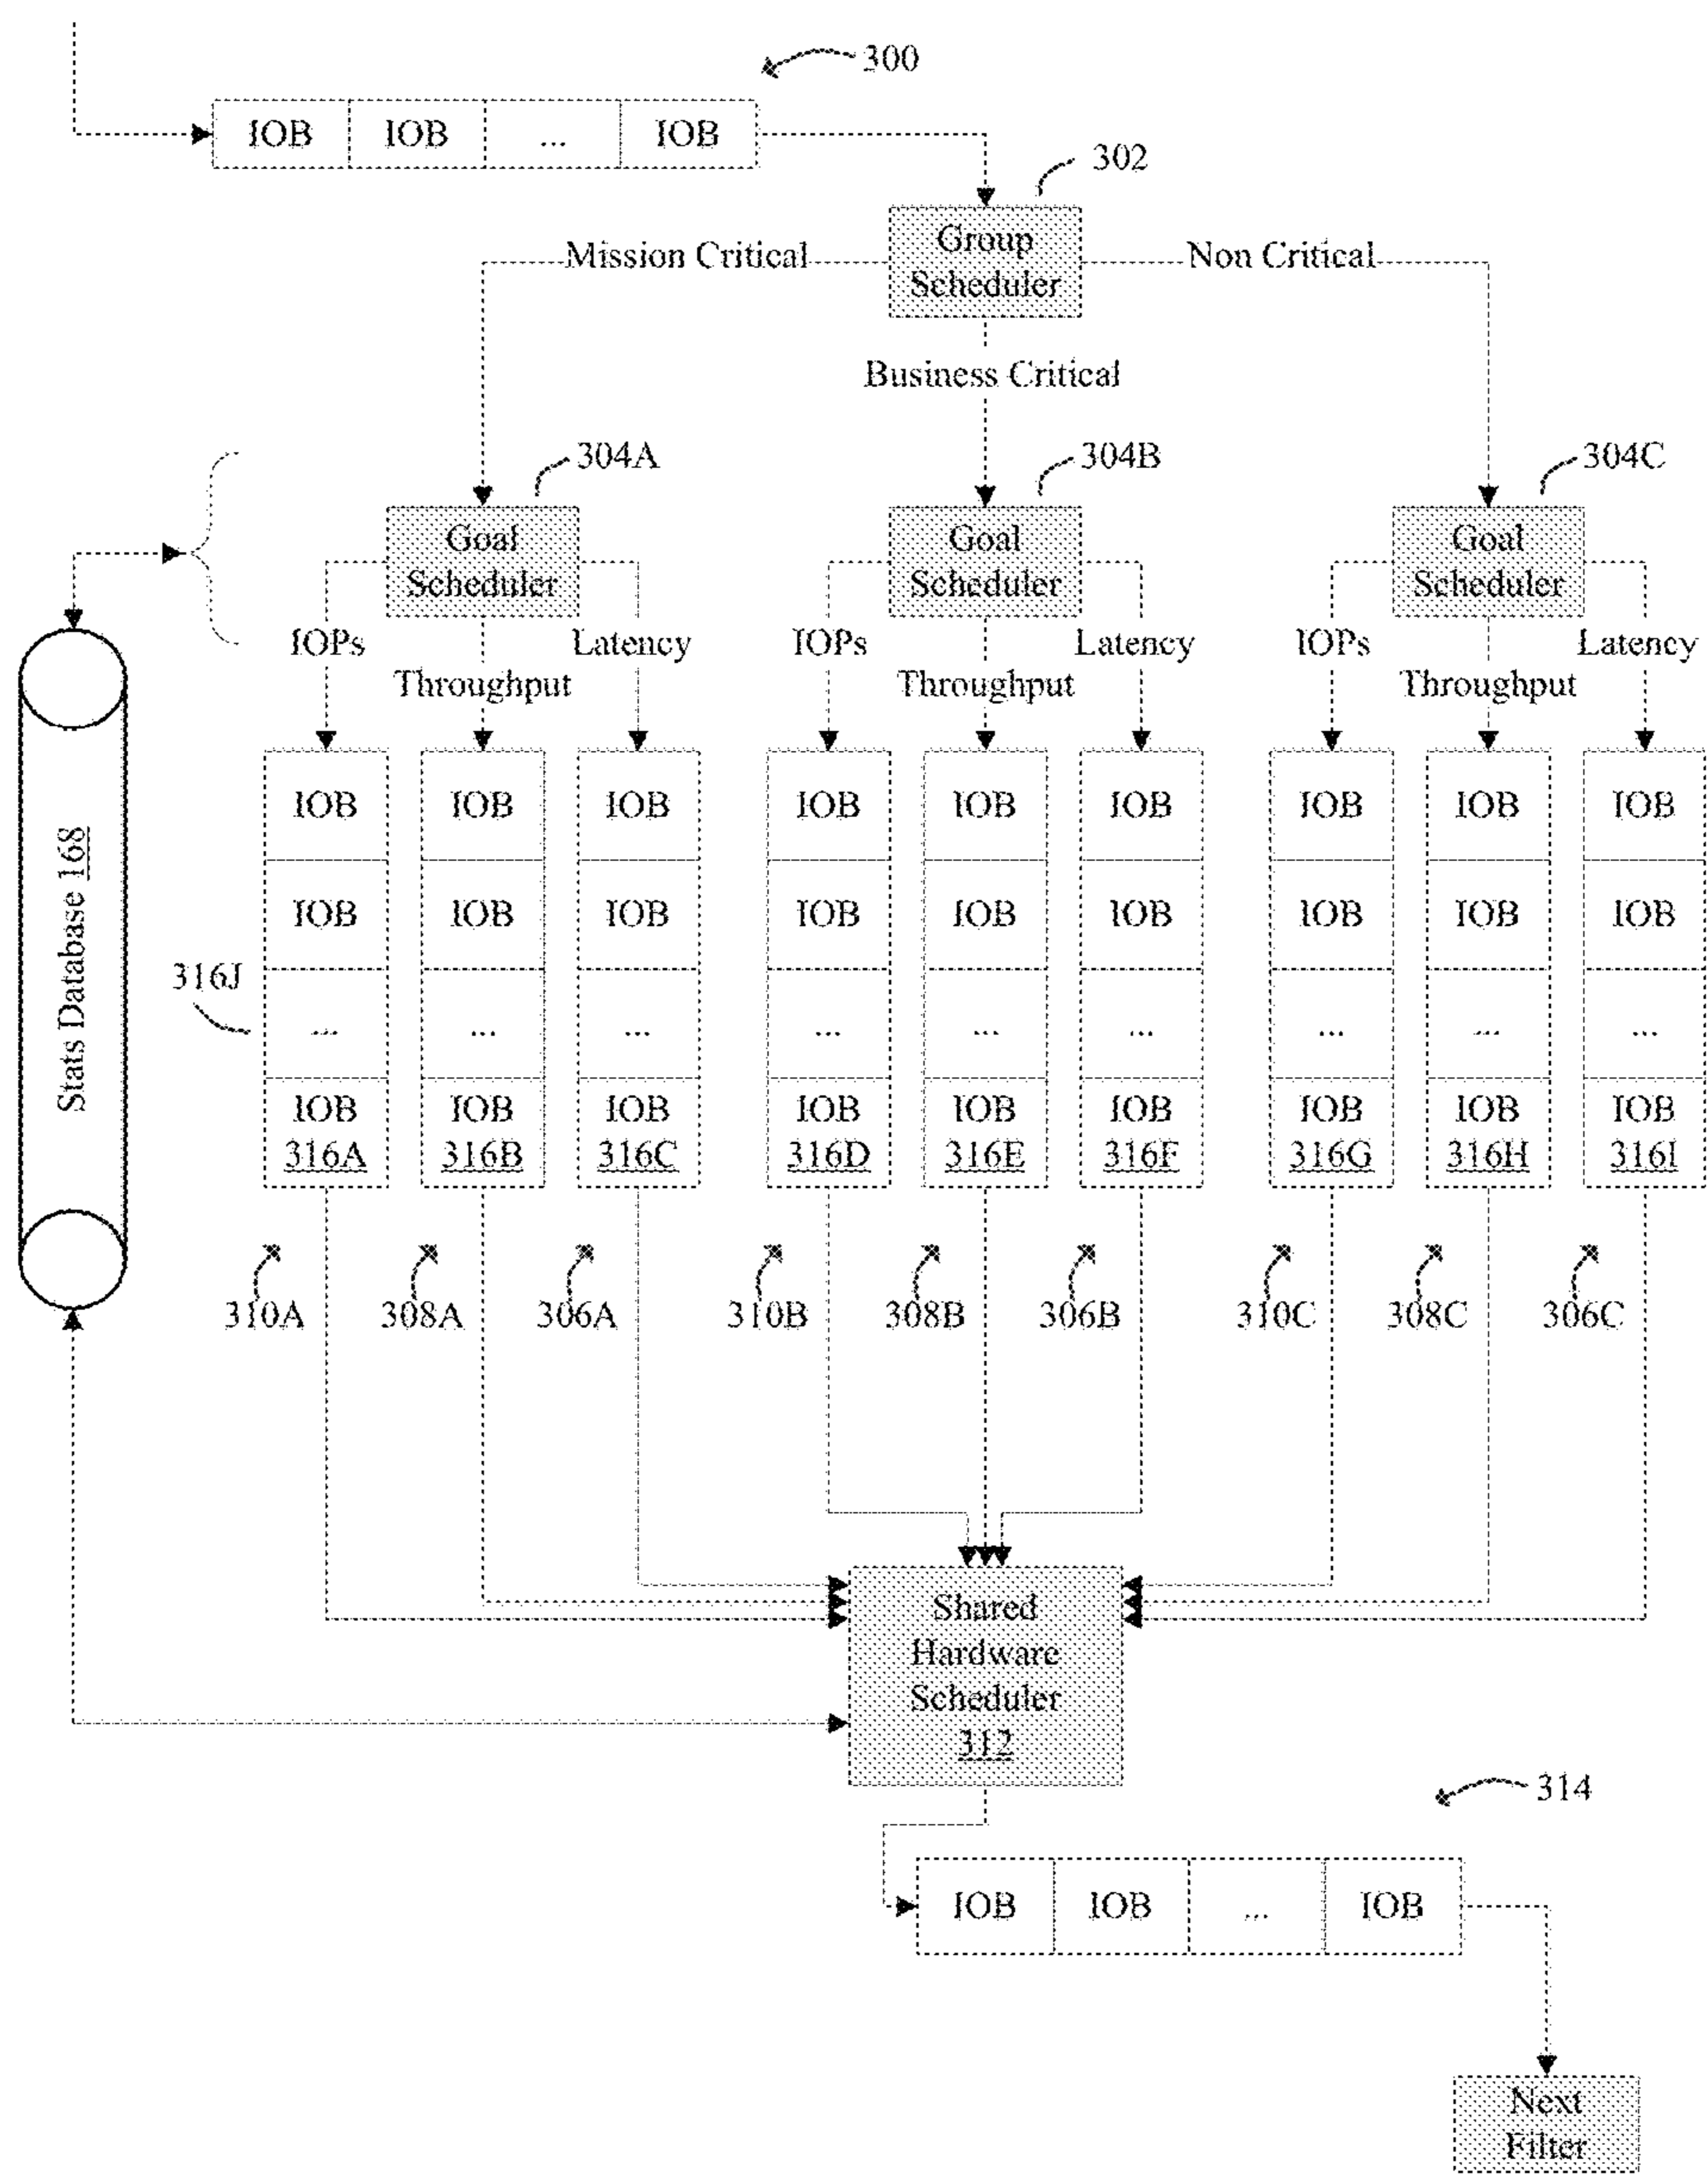 300
IOB IOB ... IOB
302
Group
Scheduler
Mission Critical
Non Critical
Business Critical
304A
304B
304C
Goal
Scheduler
Goal
Scheduler
Goal
Scheduler
IOPs
Latency
Throughput
IOPs
Latency
Throughput
IOPs
Latency
Throughput
Stats Database 168
IOB IOB IOB IOB IOB IOB IOB IOB IOB
IOB IOB IOB IOB IOB IOB IOB IOB IOB
316J
... ... ... ... ... ... ... ... ...
IOB IOB IOB IOB IOB IOB IOB IOB IOB
316A 316B 316C 316D 316E 316F 316G 316H 316I
310A 308A 306A 310B 308B 306B 310C 308C 306C
Shared
Hardware
Scheduler
312
314
IOB IOB ... IOB
Next
Filter